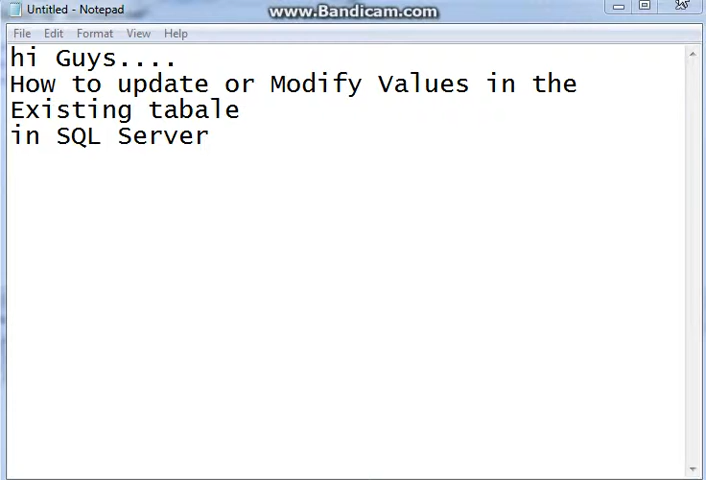 Untitled - Notepad
www.Bandicam.com
File Edit Format View Help
hi Guys....
How to update or Modify Values in the
Existing tabale
in SQL Server